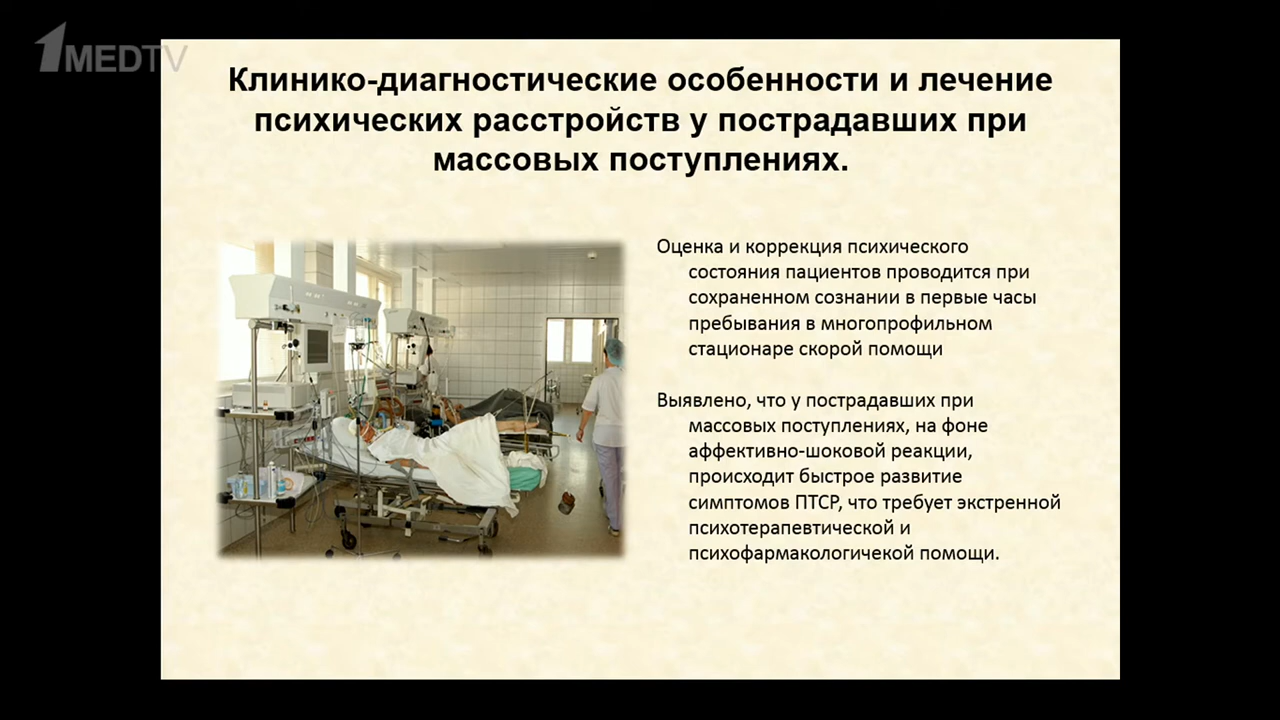 1MEDTV
Клинико-диагностические особенности и лечение
психических расстройств у пострадавших при
массовых поступлениях.
Оценка и коррекция психического
состояния пациентов проводится при
сохраненном сознании в первые часы
пребывания в многопрофильном
стационаре скорой помощи
Выявлено, что у пострадавших при
массовых поступлениях, на фоне
аффективно-шоковой реакции,
происходит быстрое развитие
симптомов ПТСР, что требует экстренной
психотерапевтической и
психофармакологичекой помощи.